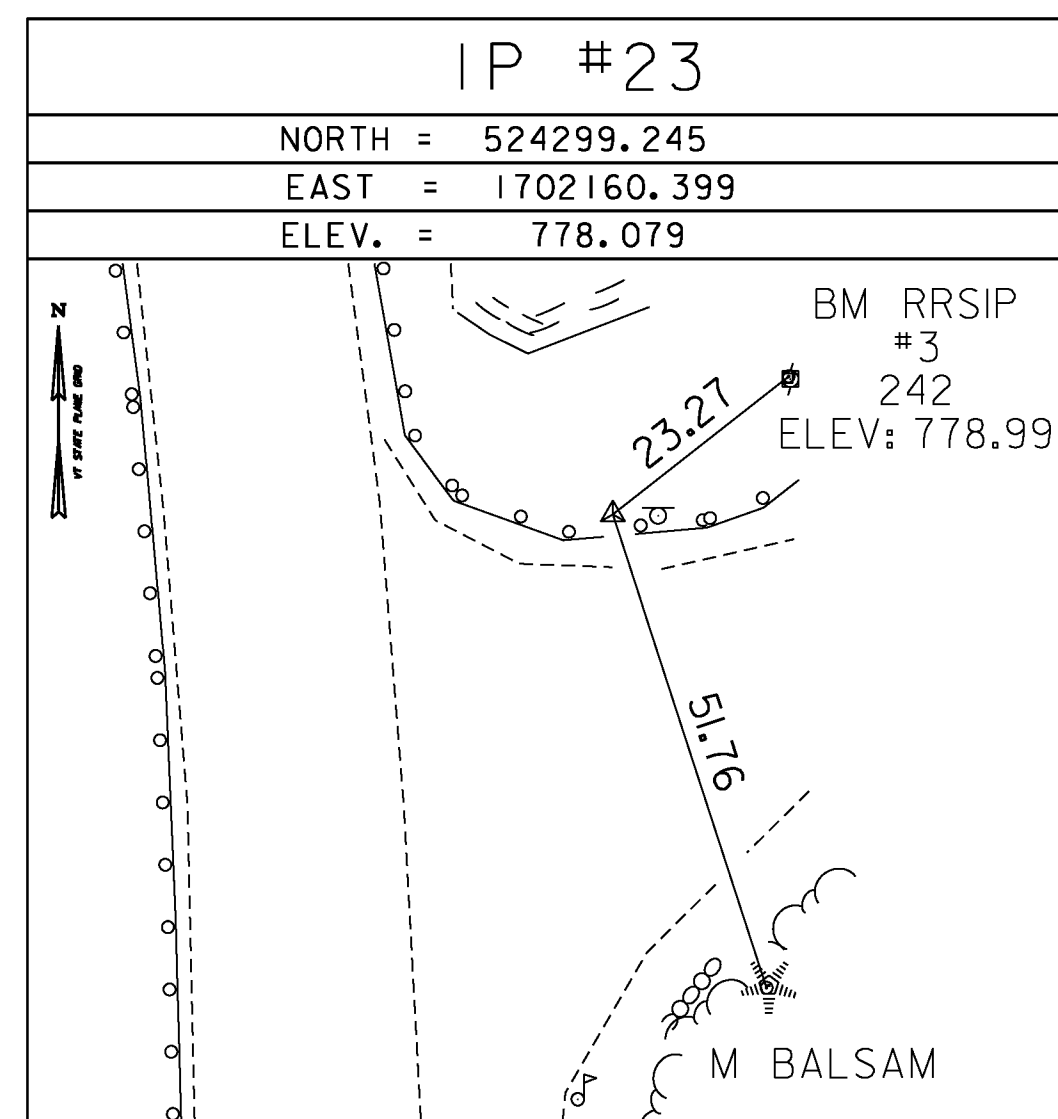 IP #23
NORTH = 524299.245
EAST = 1702160.399
ELEV. = 778.079
N
VT STATE PLANE GRID
BM RRSIP
#3
242
ELEV: 778.99
23.27
51.76
M BALSAM